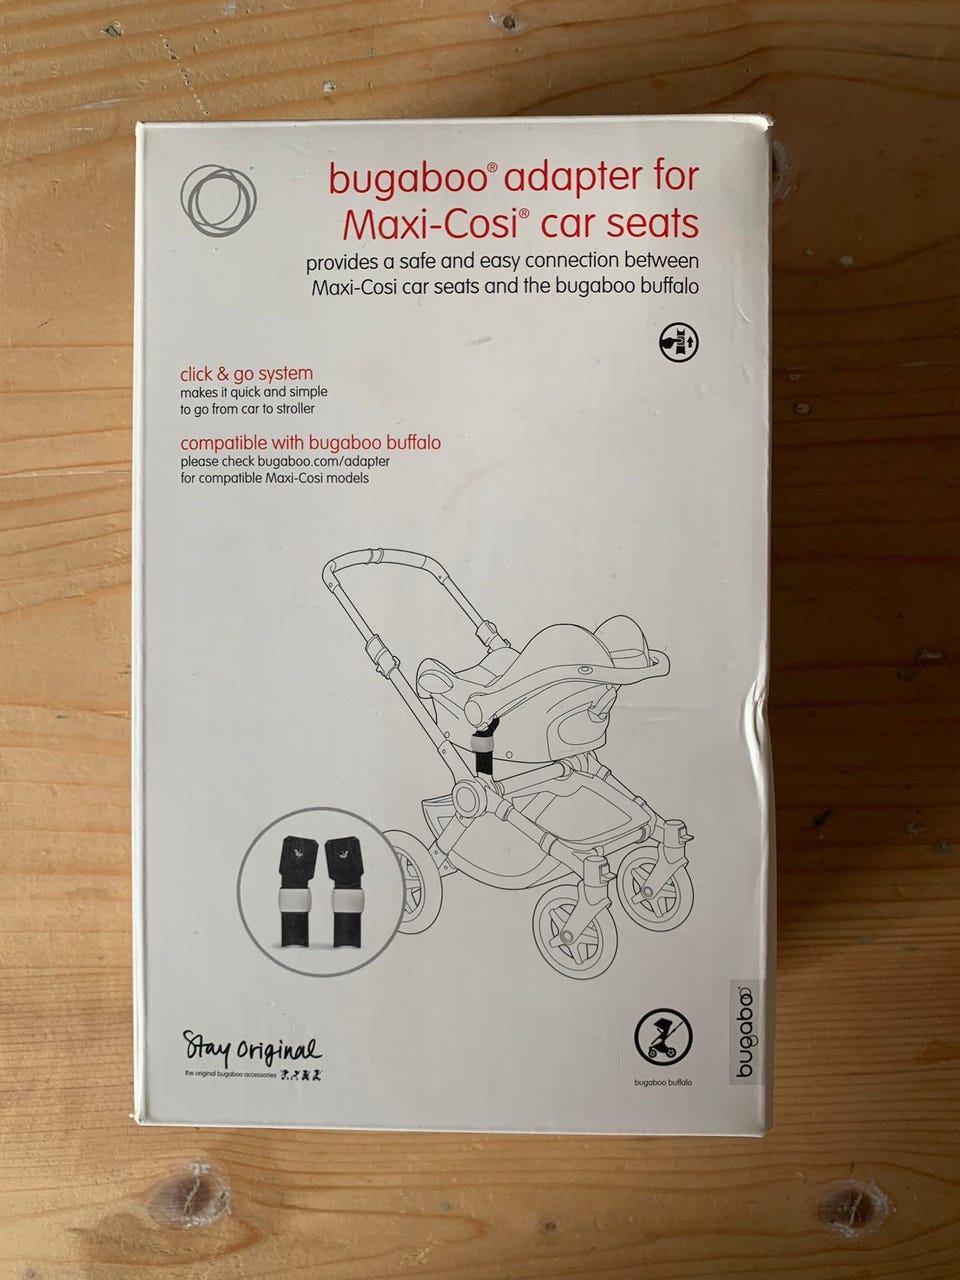 bugaboo® adapter for
Maxi-Cosi® car seats
provides a safe and easy connection between
Maxi-Cosi car seats and the bugaboo buffalo
click & go system
makes it quick and simple
to go from car to stroller
compatible with bugaboo buffalo
please check bugaboo.com/adapter
for compatible Maxi-Cosi models
Stay original
the original bugaboo accessories
bugaboo buffalo
bugaboo